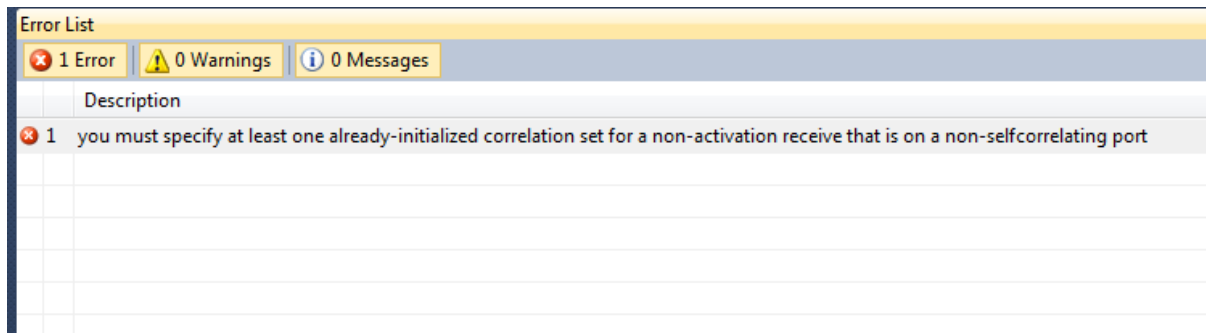 Error List
1 Error 0 Warnings 0 Messages
Description
1 you must specify at least one already-initialized correlation set for a non-activation receive that is on a non-selfcorrelating port